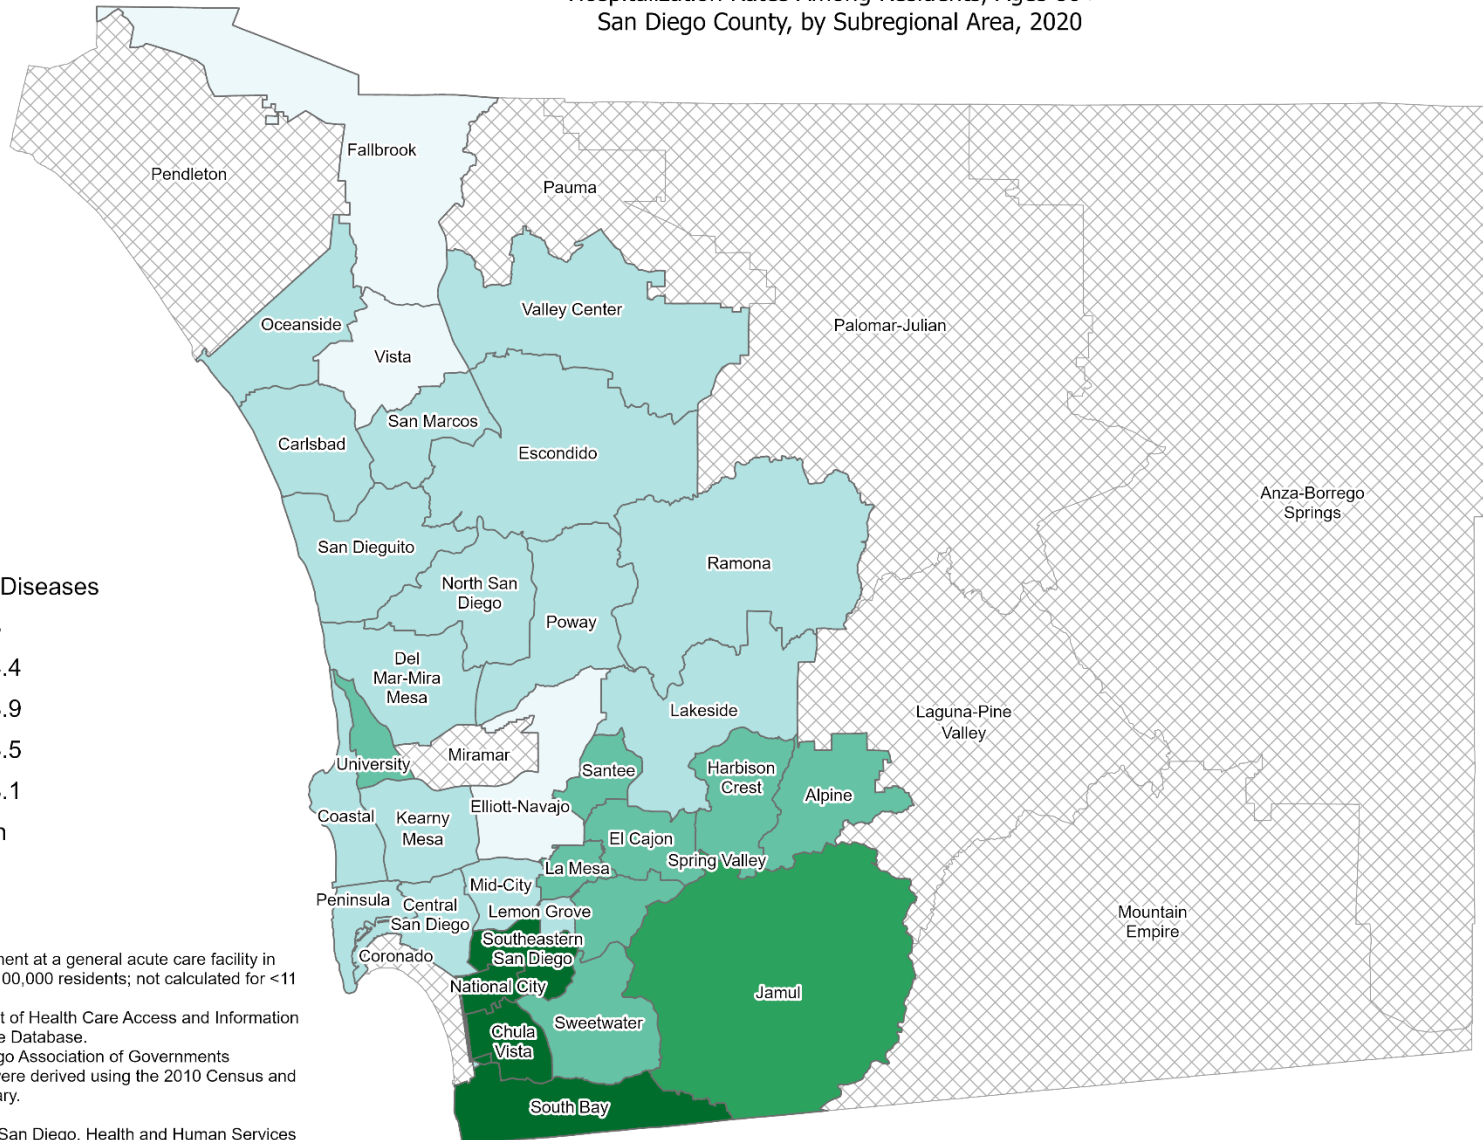 San Diego County, by Subregional Area, 2020
Fallbrook
Pendleton
Pauma
Valley Center
Oceanside
Palomar-Julian
Vista
San Marcos
Carlsbad
Escondido
Anza-Borrego
Springs
San Dieguito
Ramona
North San
Diego
Poway
Del
Mar-Mira
Mesa
Lakeside
Laguna-Pine
Valley
Miramar
University
Santee
Harbison
Crest
Alpine
Elliott-Navajo
Coastal
Kearny
Mesa
El Cajon
Spring Valley
La Mesa
Mid-City
Peninsula
Central
San Diego
Lemon Grove
Mountain
Empire
Southeastern
San Diego
Coronado
National City
Jamul
Sweetwater
Chula
Vista
South Bay
Diseases
.4
.9
.5
.1
ment at a general acute care facility in
00,000 residents; not calculated for <11
t of Health Care Access and Information
e Database.
go Association of Governments
were derived using the 2010 Census and
ary.
San Diego, Health and Human Services